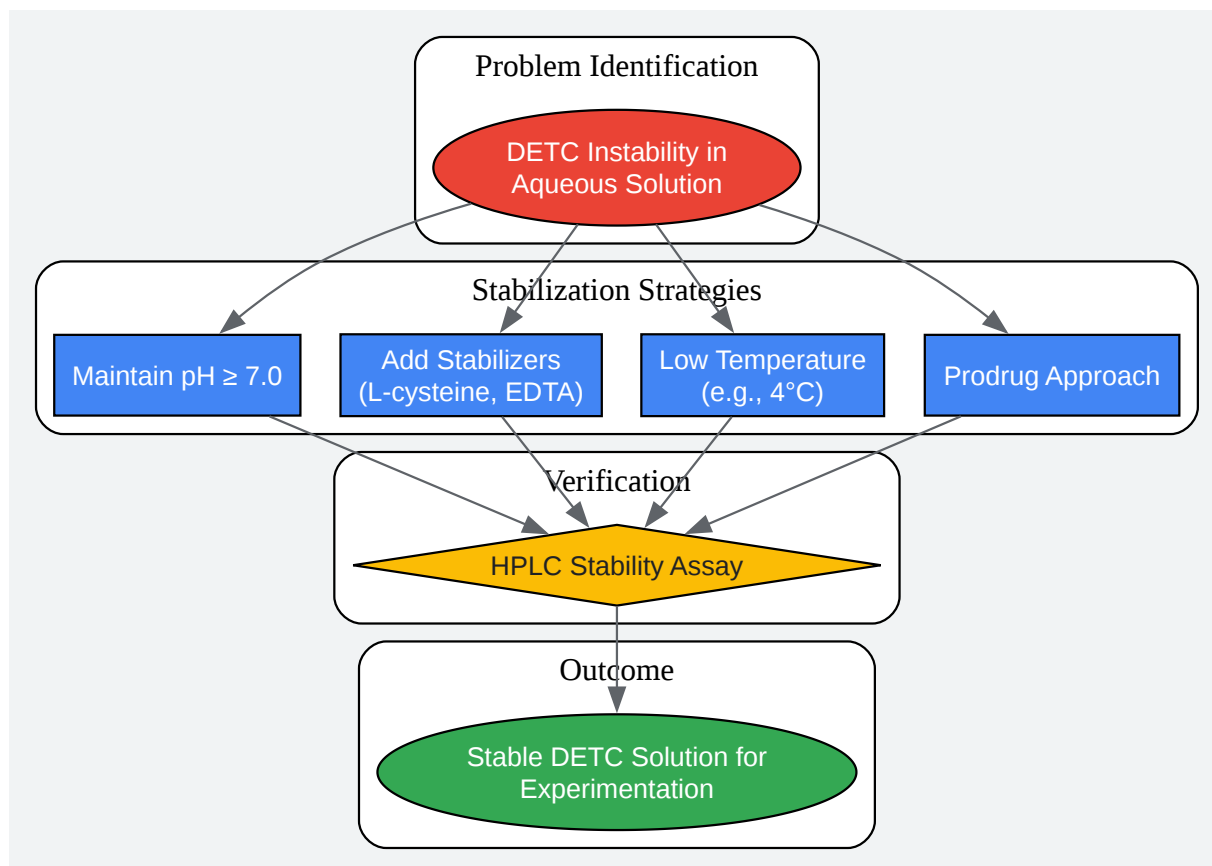 Problem Identification
DETC Instability in
Aqueous Solution
Stabilization Strategies
Maintain pH ≥ 7.0
Add Stabilizers
(L-cysteine, EDTA)
Low Temperature
(e.g., 4°C)
Prodrug Approach
Verification
HPLC Stability Assay
Outcome
Stable DETC Solution for
Experimentation